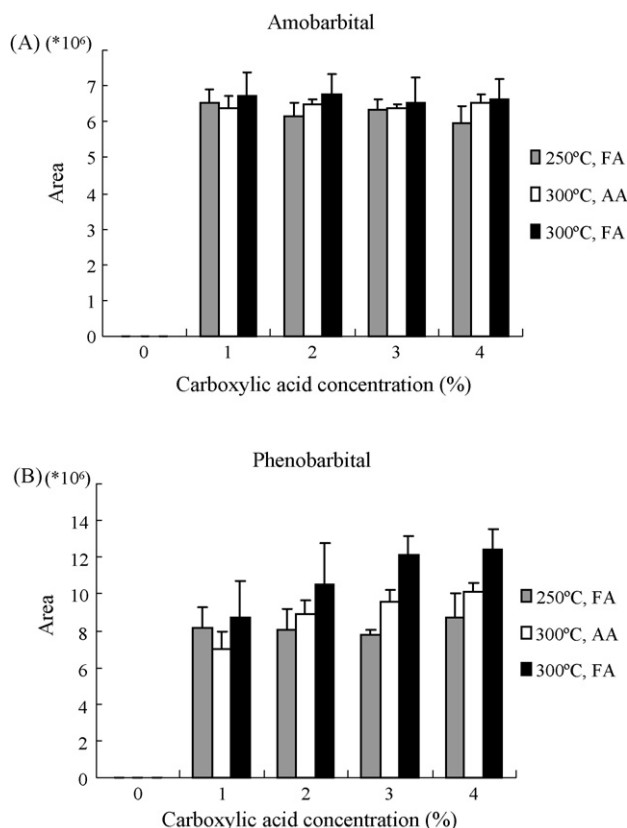 Amobarbital
(A) (*10⁶)
7
6
5
4
3
2
1
0
Area
0 1 2 3 4
Carboxylic acid concentration (%)
250ºC, FA
300ºC, AA
300ºC, FA
Phenobarbital
(B) (*10⁶)
14
12
10
8
6
4
2
0
Area
0 1 2 3 4
Carboxylic acid concentration (%)
250ºC, FA
300ºC, AA
300ºC, FA